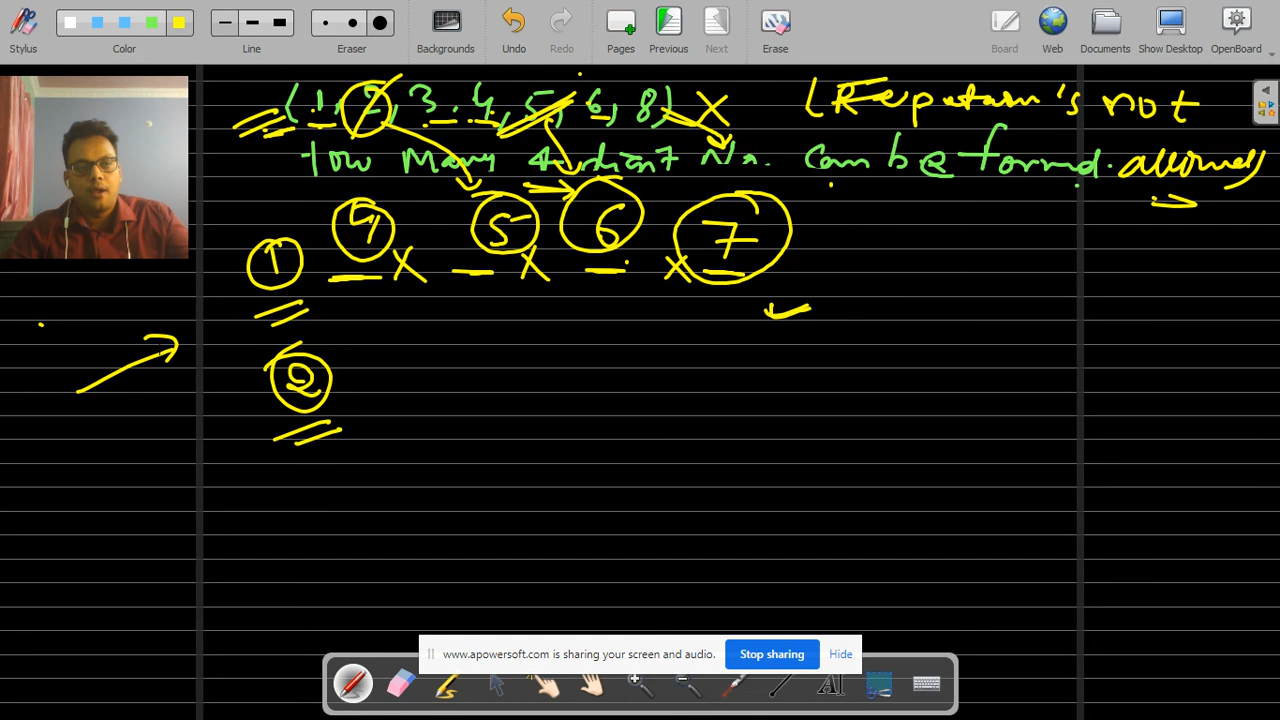 Stylus Color Line Eraser Backgrounds Undo Redo Pages Previous Next Erase Board Web Documents Show Desktop OpenBoard
(1, 2, 3, 4, 5, 6, 8) X (Repetation's not
How Many 4-digit No. Can be formed. allowed)
4 5 6 7
① X X X
②
www.apowersoft.com is sharing your screen and audio. Stop sharing Hide